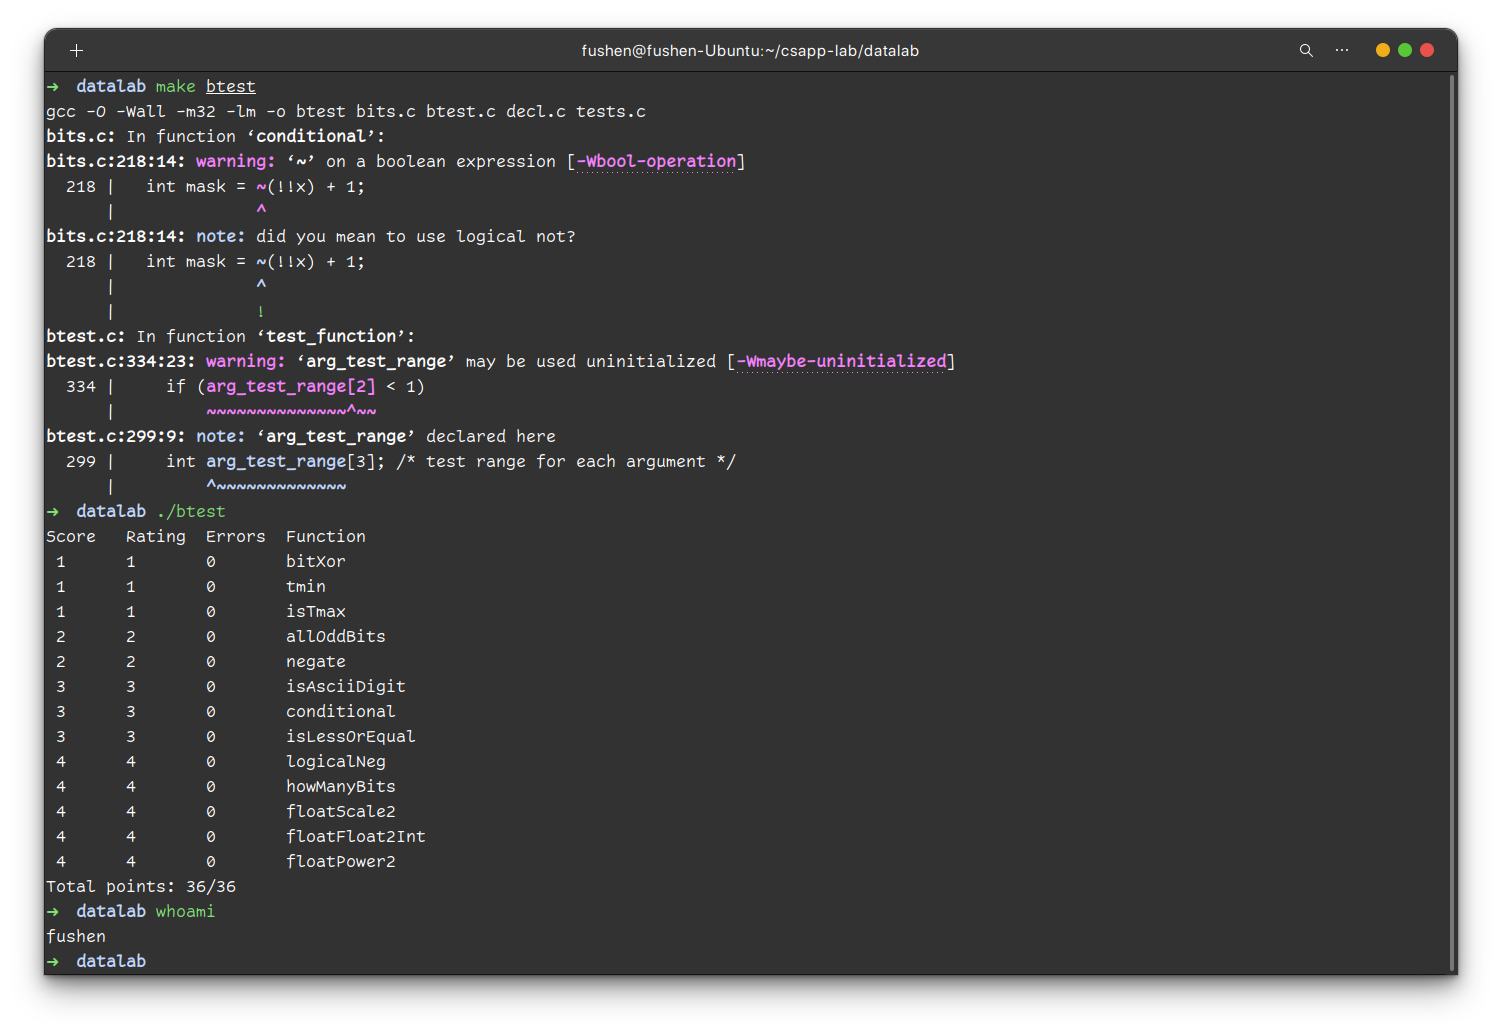 fushen@fushen-Ubuntu:~/csapp-lab/datalab
→ datalab make btest
gcc -O -Wall -m32 -lm -o btest bits.c btest.c decl.c tests.c
bits.c: In function ‘conditional’:
bits.c:218:14: warning: ‘~’ on a boolean expression [-Wbool-operation]
  218 |   int mask = ~(!!x) + 1;
      |              ^
bits.c:218:14: note: did you mean to use logical not?
  218 |   int mask = ~(!!x) + 1;
      |              ^
      |              !
btest.c: In function ‘test_function’:
btest.c:334:23: warning: ‘arg_test_range’ may be used uninitialized [-Wmaybe-uninitialized]
  334 |     if (arg_test_range[2] < 1)
      |         ~~~~~~~~~~~~~~^~~
btest.c:299:9: note: ‘arg_test_range’ declared here
  299 |     int arg_test_range[3]; /* test range for each argument */
      |         ^~~~~~~~~~~~~~
→ datalab ./btest
Score   Rating  Errors  Function
 1      1       0       bitXor
 1      1       0       tmin
 1      1       0       isTmax
 2      2       0       allOddBits
 2      2       0       negate
 3      3       0       isAsciiDigit
 3      3       0       conditional
 3      3       0       isLessOrEqual
 4      4       0       logicalNeg
 4      4       0       howManyBits
 4      4       0       floatScale2
 4      4       0       floatFloat2Int
 4      4       0       floatPower2
Total points: 36/36
→ datalab whoami
fushen
→ datalab